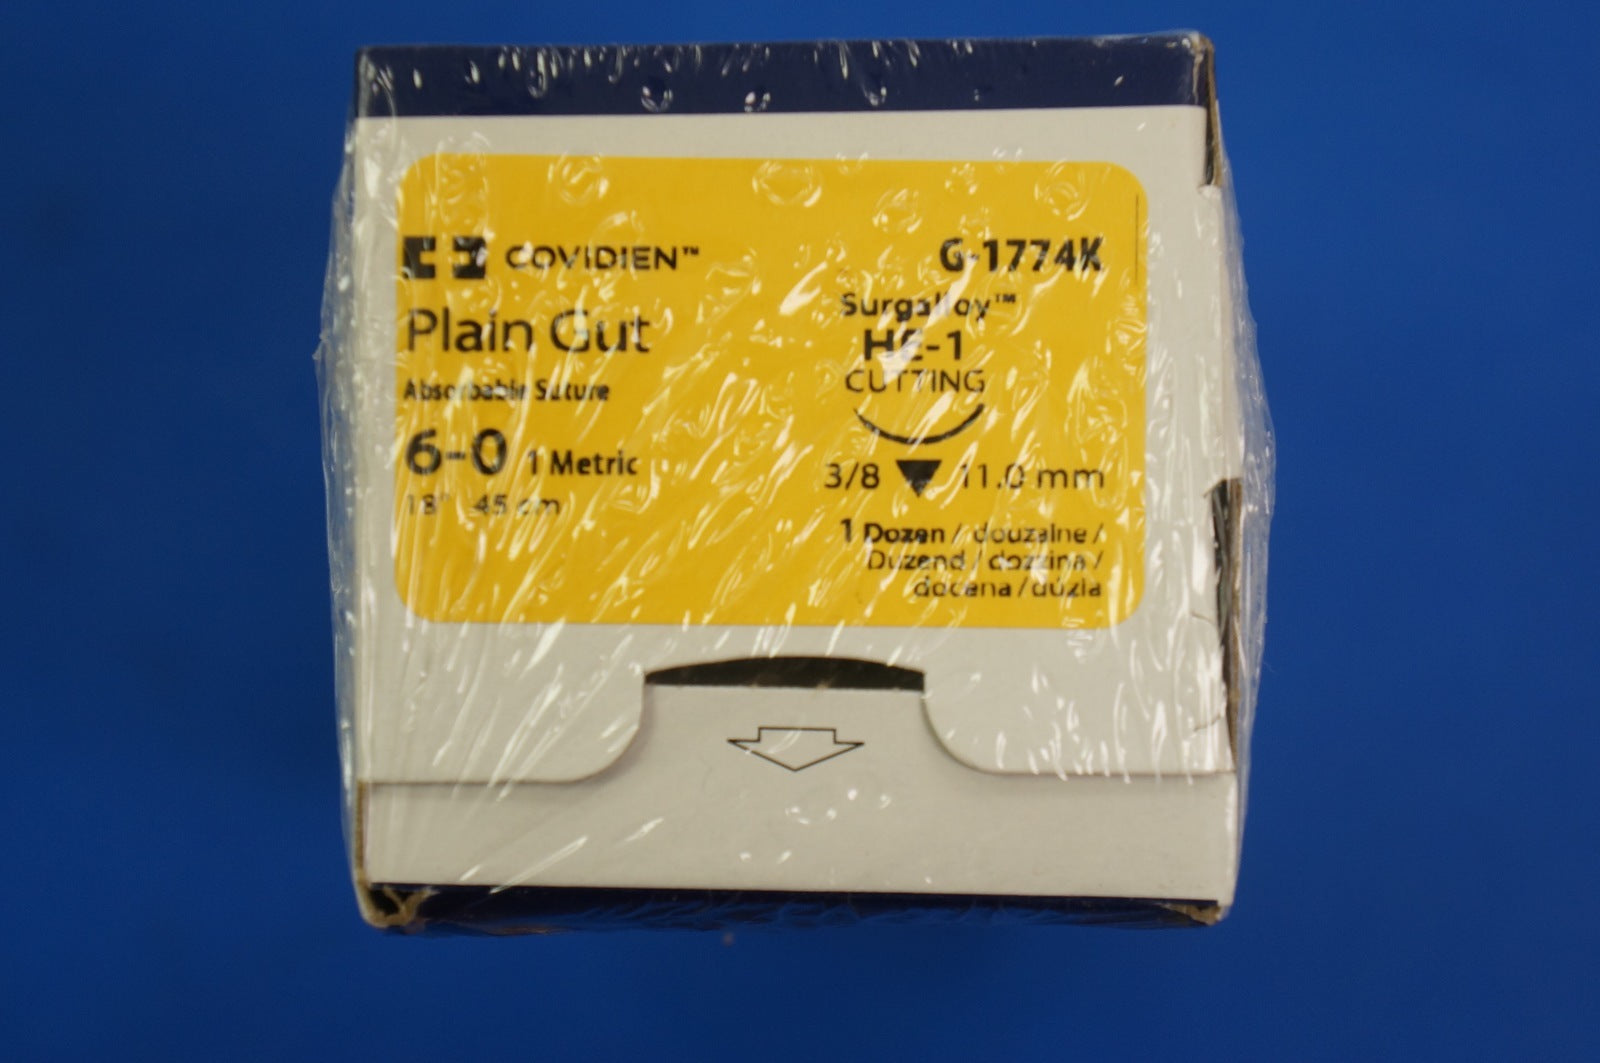 COVIDIEN™
Plain Gut
Absorbable Suture
6-0 1 Metric
18" 45 cm
G-1774K
Surgalloy™
HE-1
CUTTING
3/8 11.0 mm
1 Dozen / douzaine /
Duzend / dozzina /
docena / dúzia